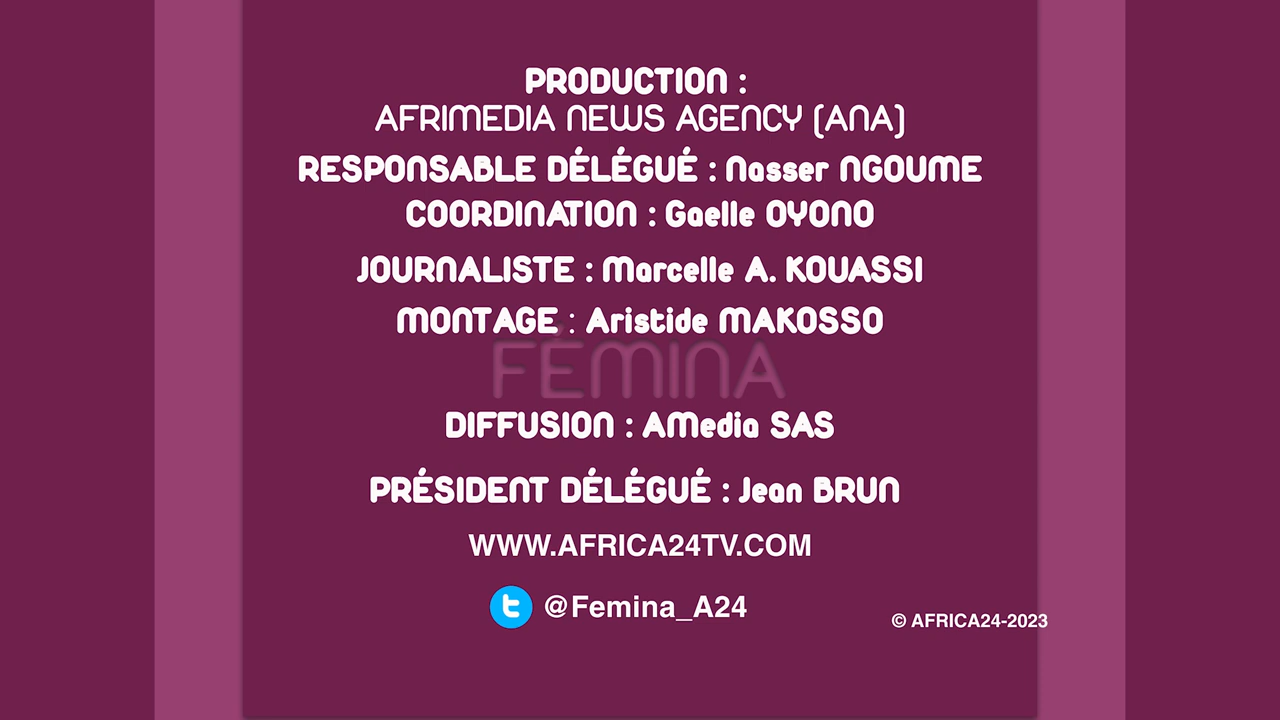 PRODUCTION :
AFRIMEDIA NEWS AGENCY (ANA)
RESPONSABLE DÉLÉGUÉ : Nasser NGOUME
COORDINATION : Gaelle OYONO
JOURNALISTE : Marcelle A. KOUASSI
MONTAGE : Aristide MAKOSSO
FÉMINA
DIFFUSION : AMedia SAS
PRÉSIDENT DÉLÉGUÉ : Jean BRUN
WWW.AFRICA24TV.COM
@Femina_A24
© AFRICA24-2023